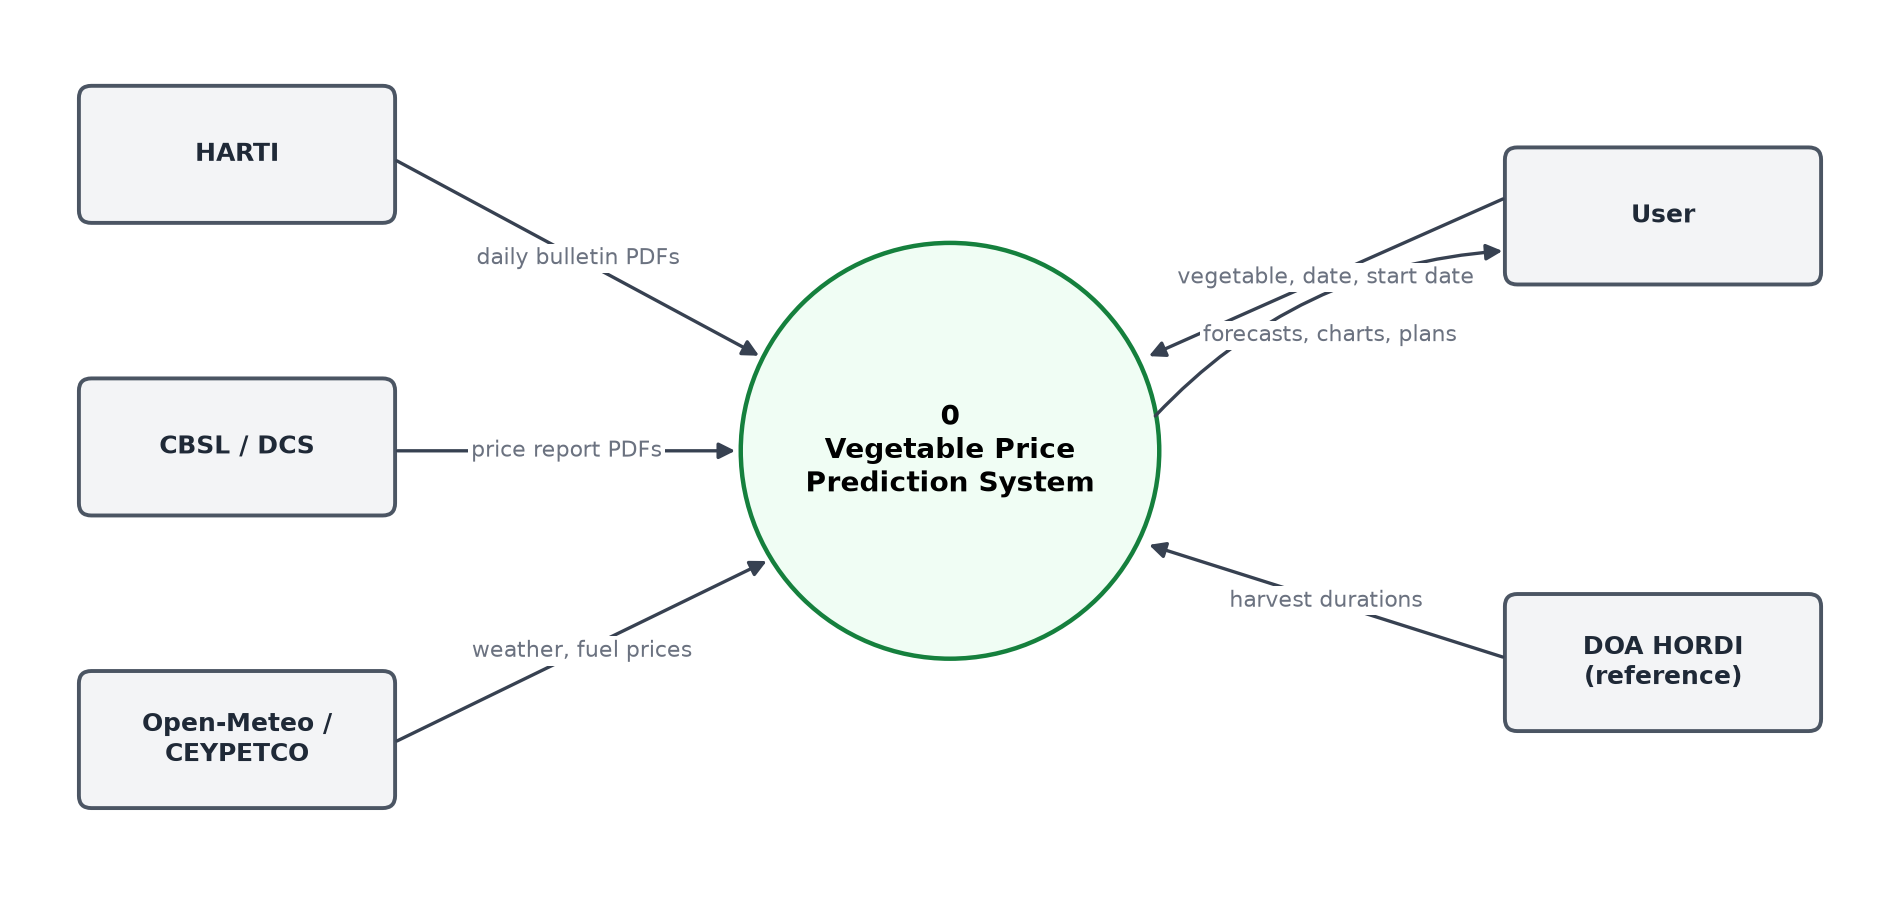 HARTI
daily bulletin PDFs
CBSL / DCS
price report PDFs
Open-Meteo /
CEYPETCO
weather, fuel prices
0
Vegetable Price
Prediction System
User
vegetable, date, start date
forecasts, charts, plans
harvest durations
DOA HORDI
(reference)